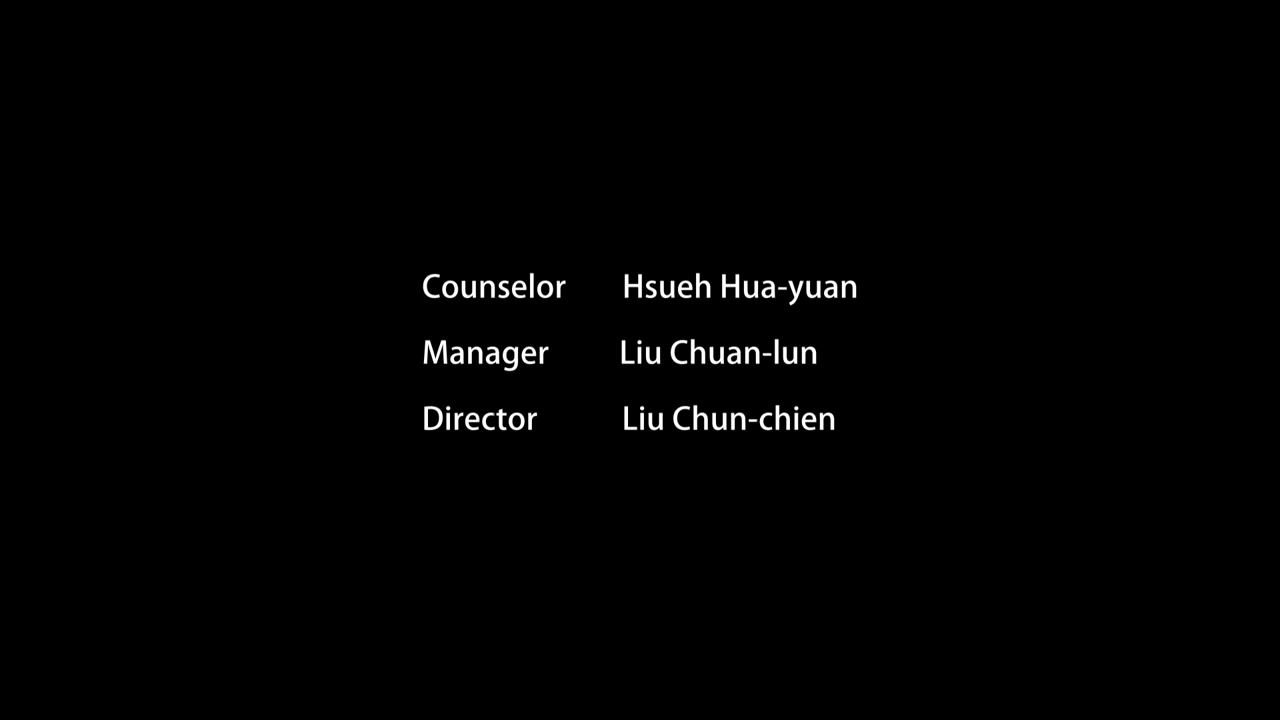 Counselor Hsueh Hua-yuan
Manager Liu Chuan-lun
Director Liu Chun-chien